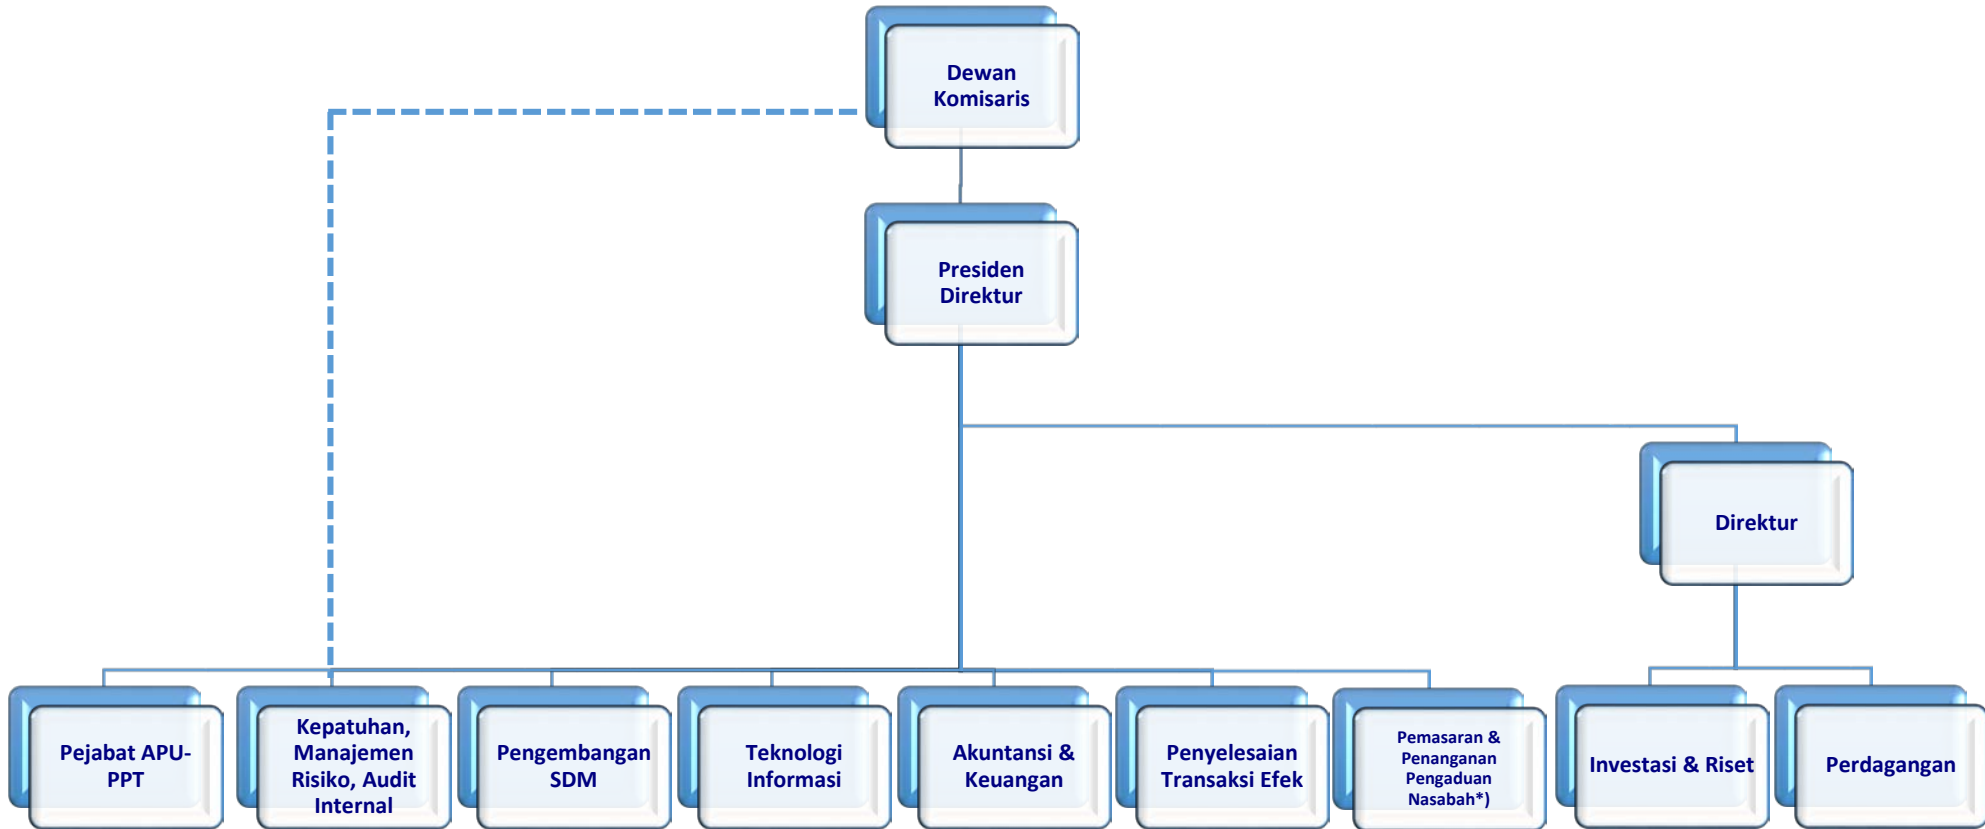 Dewan
Komisaris
Presiden
Direktur
Direktur
Pejabat APU-
PPT
Kepatuhan,
Manajemen
Risiko, Audit
Internal
Pengembangan
SDM
Teknologi
Informasi
Akuntansi &
Keuangan
Penyelesaian
Transaksi Efek
Pemasaran &
Penanganan
Pengaduan
Nasabah*)
Investasi & Riset
Perdagangan